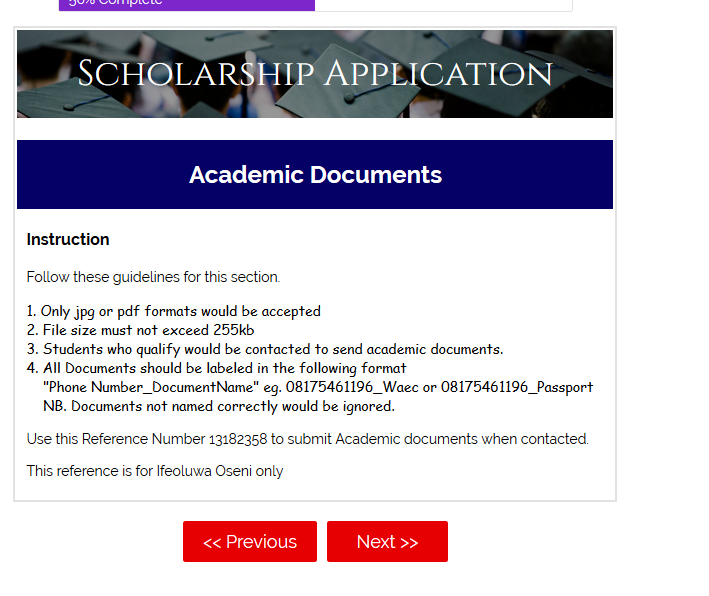 50% Complete
Scholarship Application
Academic Documents
Instruction
Follow these guidelines for this section.
1. Only jpg or pdf formats would be accepted
2. File size must not exceed 255kb
3. Students who qualify would be contacted to send academic documents.
4. All Documents should be labeled in the following format
"Phone Number_DocumentName" eg. 08175461196_Waec or 08175461196_Passport
NB. Documents not named correctly would be ignored.
Use this Reference Number 13182358 to submit Academic documents when contacted.
This reference is for Ifeoluwa Oseni only
<< Previous
Next >>